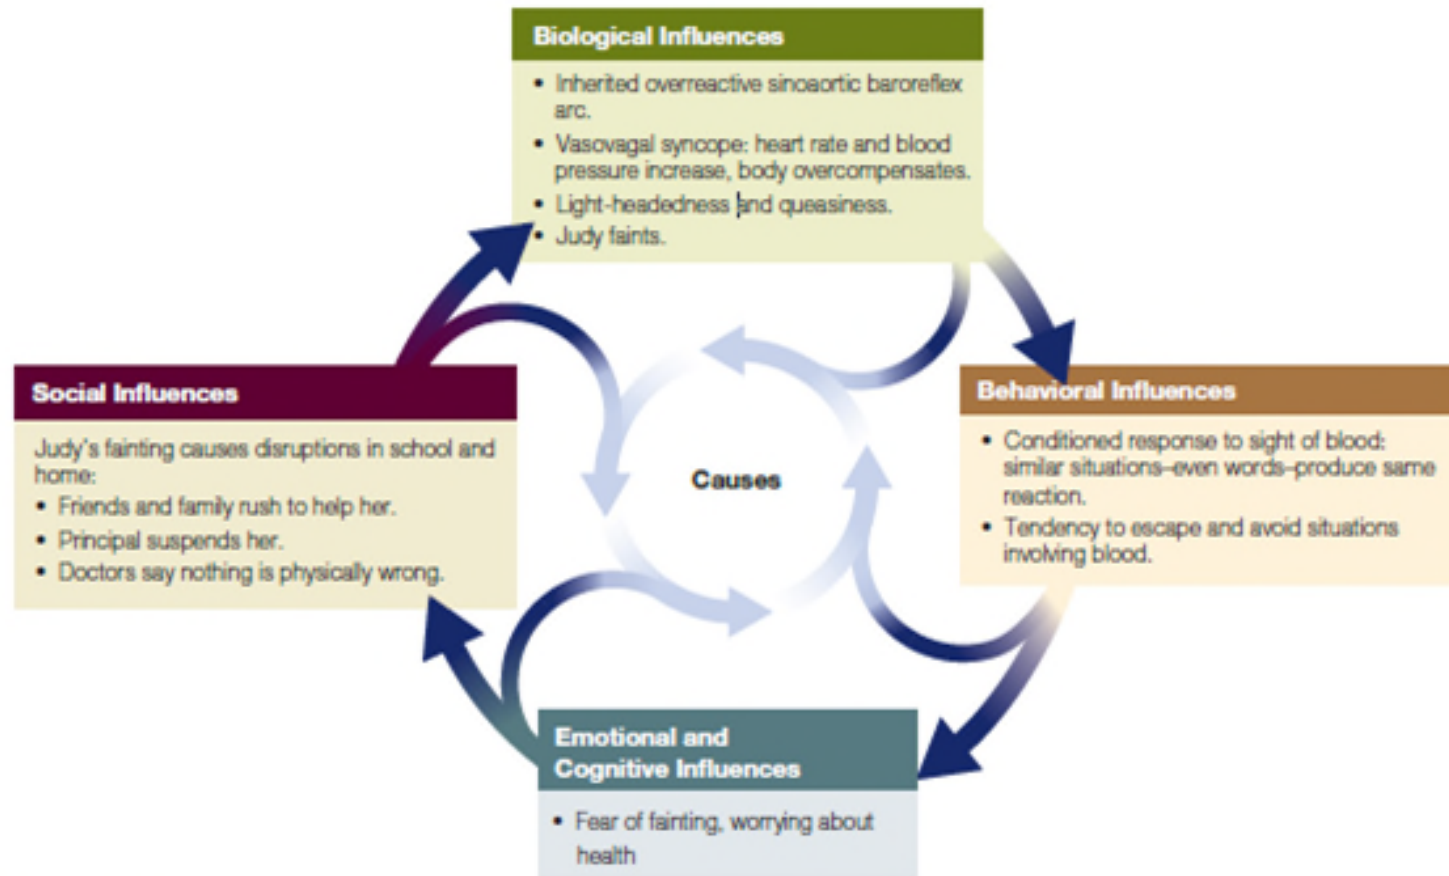 Biological Influences
• Inherited overreactive sinoaortic baroreflex
arc.
• Vasovagal syncope: heart rate and blood
pressure increase, body overcompensates.
• Light-headedness and queasiness.
• Judy faints.
Social Influences
Judy's fainting causes disruptions in school and
home:
• Friends and family rush to help her.
• Principal suspends her.
• Doctors say nothing is physically wrong.
Causes
Behavioral Influences
• Conditioned response to sight of blood:
similar situations–even words–produce same
reaction.
• Tendency to escape and avoid situations
involving blood.
Emotional and
Cognitive Influences
• Fear of fainting, worrying about
health